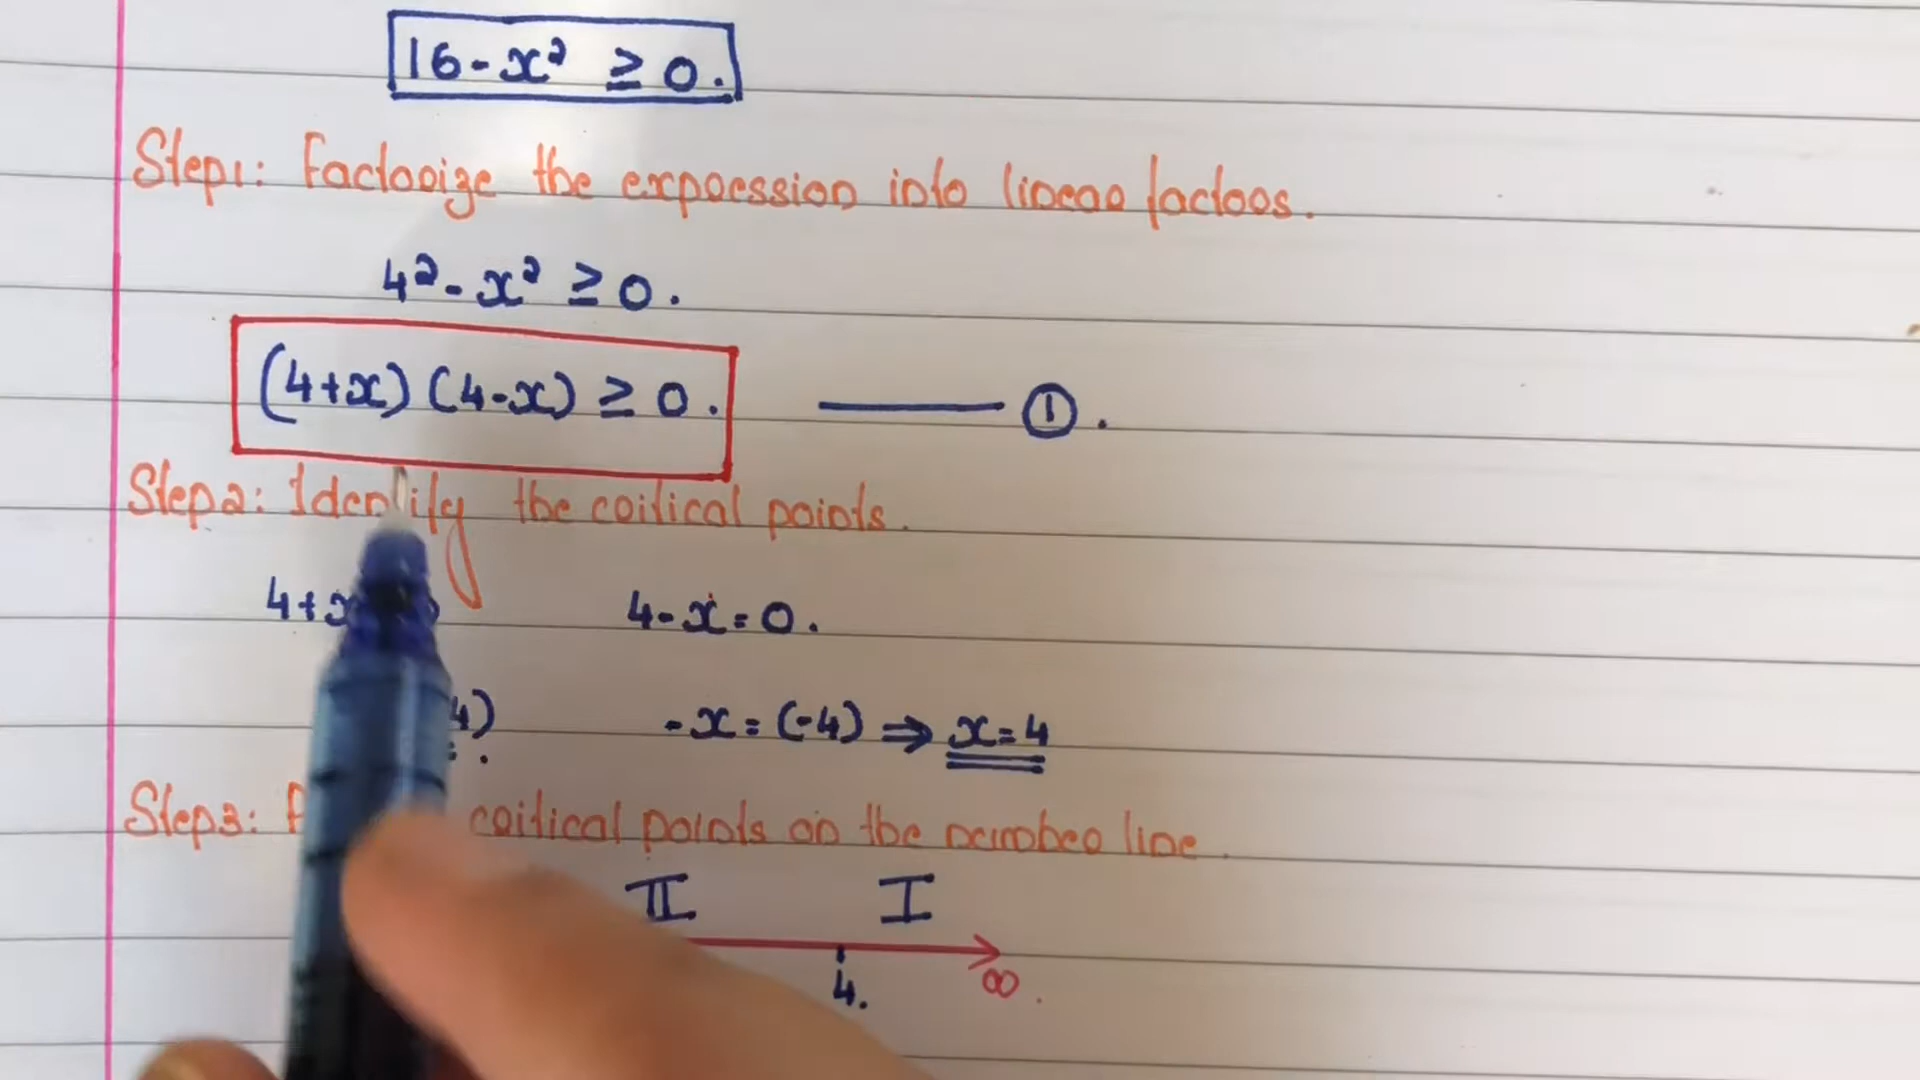 16-x² ≥ 0.
Step1: Factorize the expression into linear factors.
4²-x² ≥ 0.
(4+x)(4-x) ≥ 0. ——— ①.
Step2: Identify the critical points.
4+x 4-x=0.
4) -x=(-4) ⇒ x=4
Step3: critical points on the number line.
II I
4. ∞.